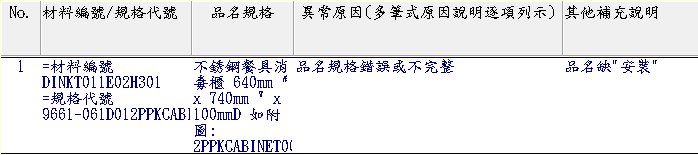 No. 材料編號/規格代號 品名規格 異常原因(多筆式原因說明逐項列示) 其他補充說明
1 =材料編號 不銹鋼餐具消 品名規格錯誤或不完整 品名缺"安裝"
DINKT011E02H301 毒櫃 640mm
=規格代號 x 740mm x
9661-061D012PPKCAB 100mmD 如附
圖:
2PPKCABINET00